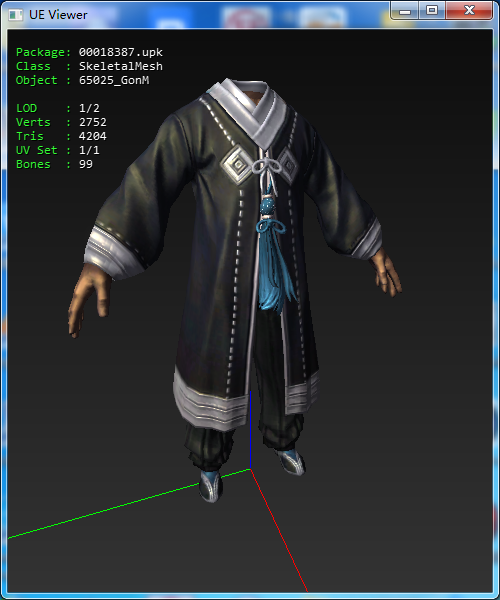 UE Viewer
Package: 00018387.upk
Class : SkeletalMesh
Object : 65025_GonM
LOD : 1/2
Verts : 2752
Tris : 4204
UV Set : 1/1
Bones : 99